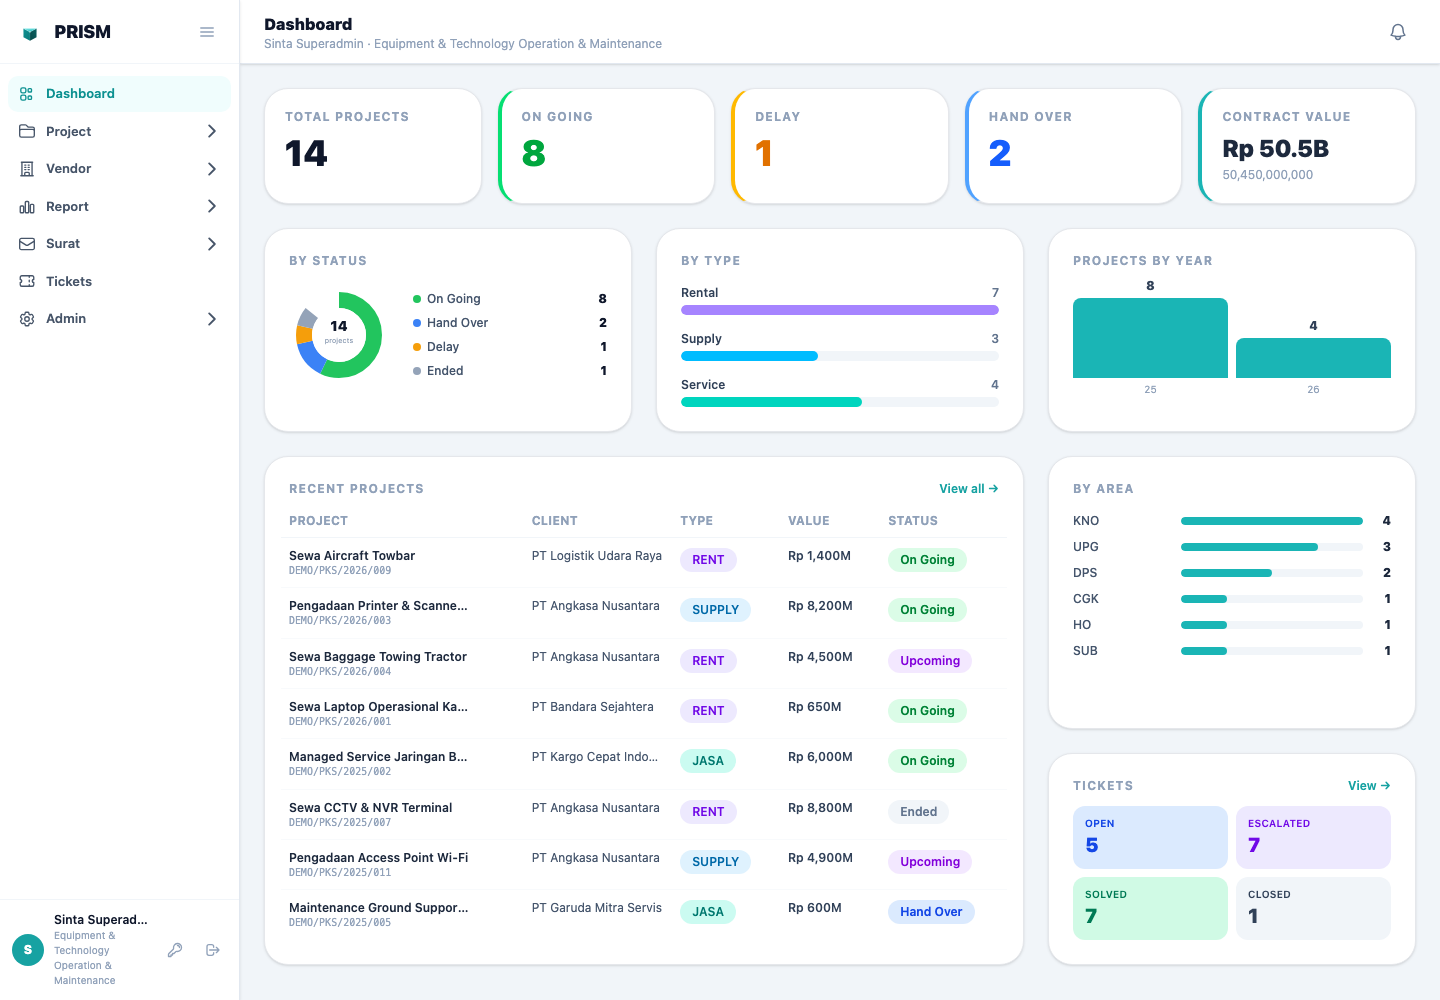 PRISM
Dashboard
Project
Vendor
Report
Surat
Tickets
Admin
Sinta Superad...
S
Equipment &
Technology
Operation &
Maintenance
Dashboard
Sinta Superadmin · Equipment & Technology Operation & Maintenance
TOTAL PROJECTS
14
ON GOING
8
DELAY
1
HAND OVER
2
CONTRACT VALUE
Rp 50.5B
50,450,000,000
BY STATUS
14
projects
On Going 8
Hand Over 2
Delay 1
Ended 1
BY TYPE
Rental 7
Supply 3
Service 4
PROJECTS BY YEAR
8
4
25
26
RECENT PROJECTS View all →
PROJECT CLIENT TYPE VALUE STATUS
Sewa Aircraft Towbar PT Logistik Udara Raya RENT Rp 1,400M On Going
DEMO/PKS/2026/009
Pengadaan Printer & Scanne... PT Angkasa Nusantara SUPPLY Rp 8,200M On Going
DEMO/PKS/2026/003
Sewa Baggage Towing Tractor PT Angkasa Nusantara RENT Rp 4,500M Upcoming
DEMO/PKS/2026/004
Sewa Laptop Operasional Ka... PT Bandara Sejahtera RENT Rp 650M On Going
DEMO/PKS/2026/001
Managed Service Jaringan B... PT Kargo Cepat Indo... JASA Rp 6,000M On Going
DEMO/PKS/2025/002
Sewa CCTV & NVR Terminal PT Angkasa Nusantara RENT Rp 8,800M Ended
DEMO/PKS/2025/007
Pengadaan Access Point Wi-Fi PT Angkasa Nusantara SUPPLY Rp 4,900M Upcoming
DEMO/PKS/2025/011
Maintenance Ground Suppor... PT Garuda Mitra Servis JASA Rp 600M Hand Over
DEMO/PKS/2025/005
BY AREA
KNO 4
UPG 3
DPS 2
CGK 1
HO 1
SUB 1
TICKETS View →
OPEN
5
ESCALATED
7
SOLVED
7
CLOSED
1